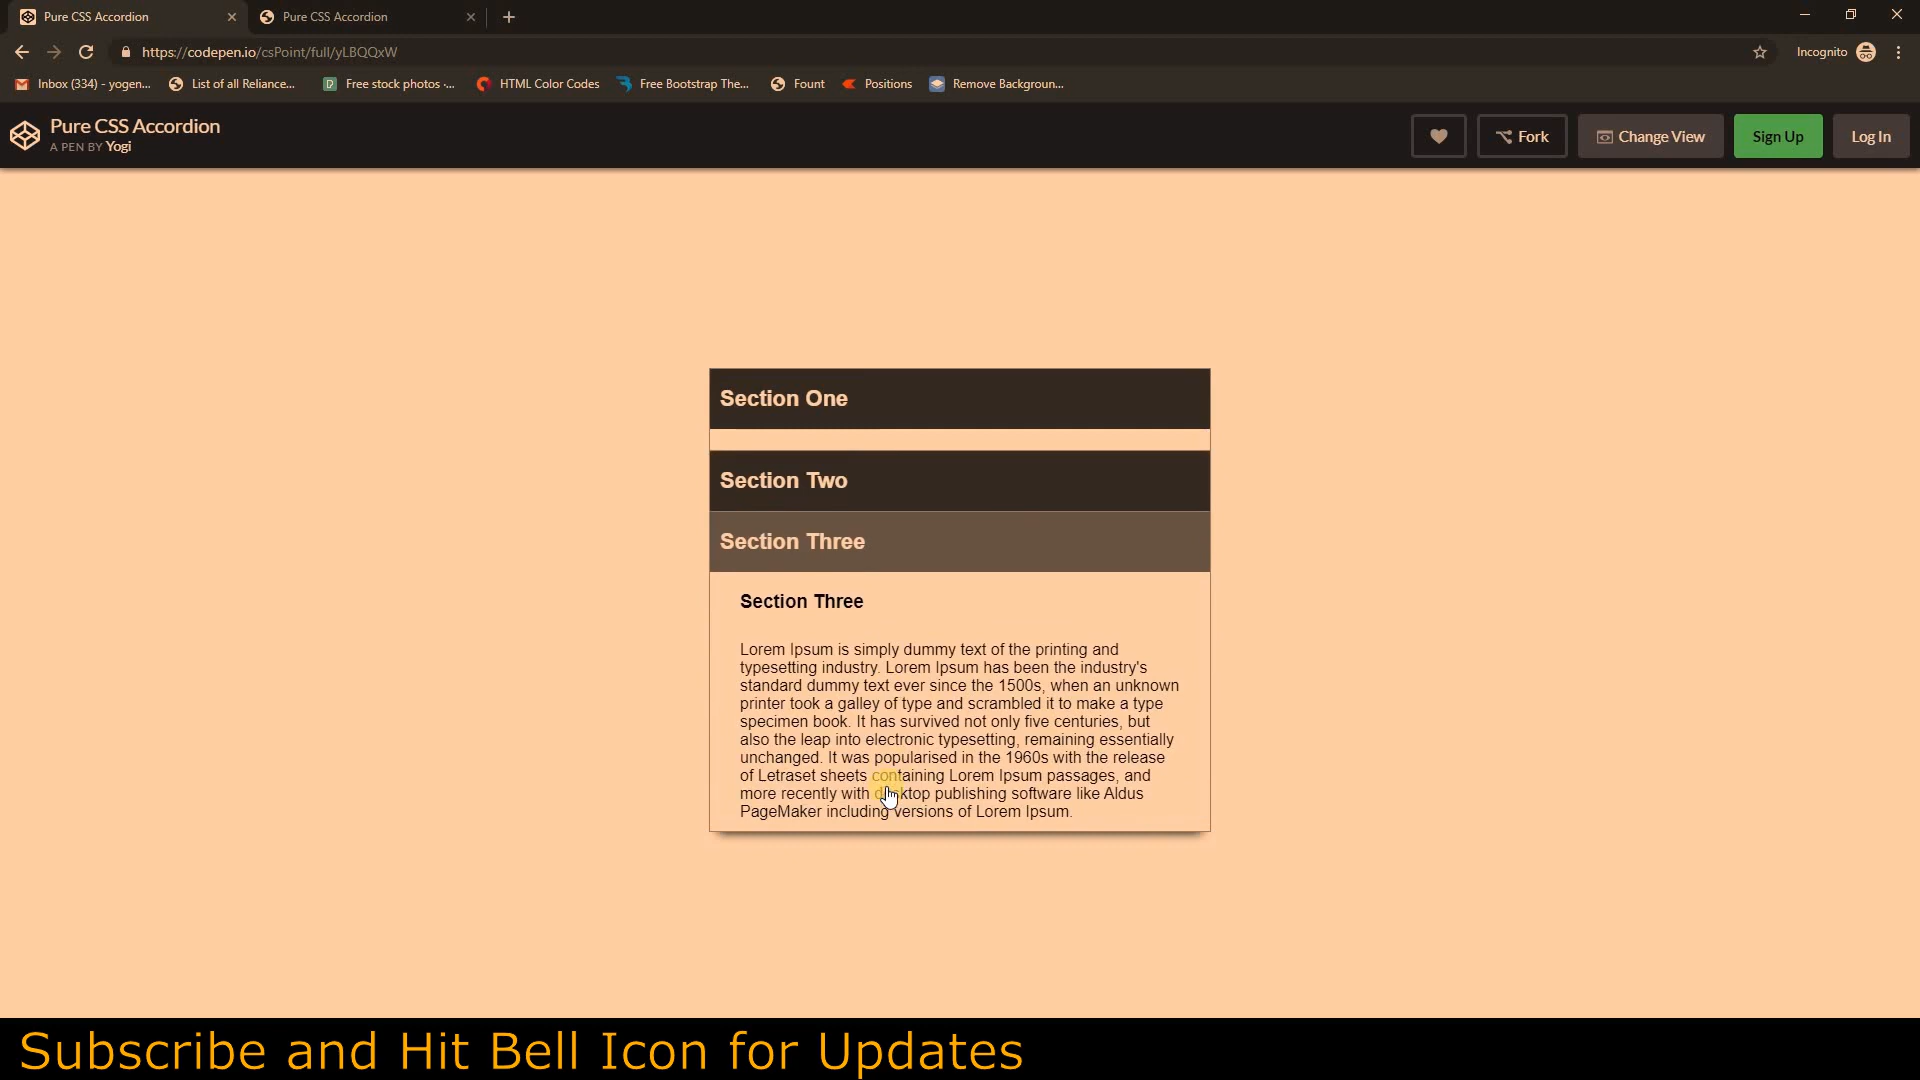 Pure CSS Accordion
Pure CSS Accordion
https://codepen.io/csPoint/full/yLBQQxW
Incognito
Inbox (334) - yogen...
List of all Reliance...
Free stock photos ·...
HTML Color Codes
Free Bootstrap The...
Fount
Positions
Remove Backgroun...
Pure CSS Accordion
A PEN BY Yogi
Fork
Change View
Sign Up
Log In
Section One
Section Two
Section Three
Section Three
Lorem Ipsum is simply dummy text of the printing and
typesetting industry. Lorem Ipsum has been the industry's
standard dummy text ever since the 1500s, when an unknown
printer took a galley of type and scrambled it to make a type
specimen book. It has survived not only five centuries, but
also the leap into electronic typesetting, remaining essentially
unchanged. It was popularised in the 1960s with the release
of Letraset sheets containing Lorem Ipsum passages, and
more recently with desktop publishing software like Aldus
PageMaker including versions of Lorem Ipsum.
Subscribe and Hit Bell Icon for Updates